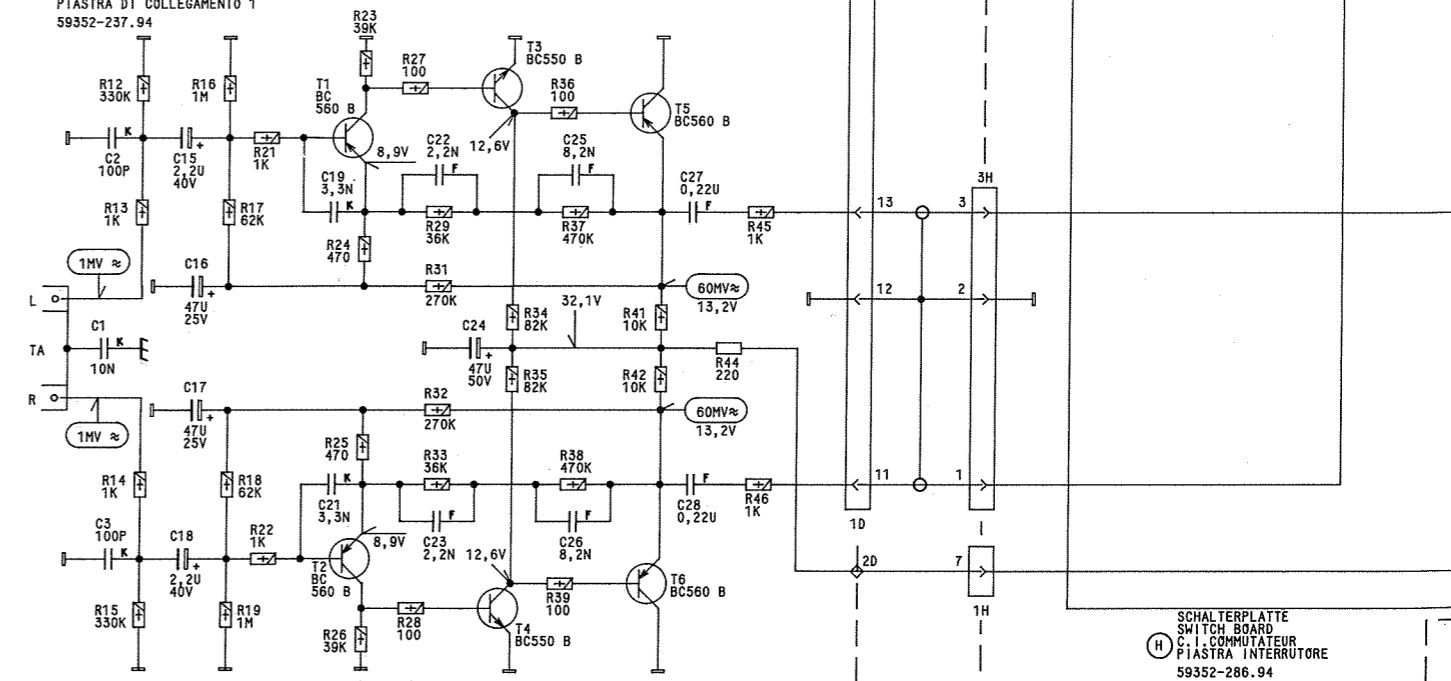 PIASTRA DI COLLEGAMENTO 1
59352-237.94
R23
39K
R27
100
T3
BC550 B
R12
330K
R16
1M
T1
BC
560 B
R36
100
T5
BC560 B
K
C2
100P
C15
+
2,2U
40V
R21
1K
8,9V
12,6V
C22
2,2N
F
C25
8,2N
F
C19
3,3N
K
C27
0,22U
F
3H
R13
1K
R17
62K
R29
36K
R37
470K
R45
1K
13
3
R24
470
1MV ≈
C16
+
47U
25V
R31
270K
60MV≈
13,2V
12
2
L
32,1V
R34
82K
R41
10K
C1
K
10N
TA
C24
+
47U
50V
R44
220
R35
82K
R42
10K
C17
+
47U
25V
R32
270K
60MV≈
13,2V
R
1MV ≈
R25
470
R33
36K
R38
470K
R14
1K
R18
62K
K
C21
3,3N
F
C23
2,2N
F
C26
8,2N
F
C28
0,22U
R46
1K
11
1
1D
C3
100P
K
C18
+
2,2U
40V
R22
1K
8,9V
12,6V
T2
BC
560 B
R39
100
T6
BC560 B
2D
7
1H
R15
330K
R19
1M
R26
39K
R28
100
T4
BC550 B
H
SCHALTERPLATTE
SWITCH BOARD
C.I.COMMUTATEUR
PIASTRA INTERRUTORE
59352-286.94